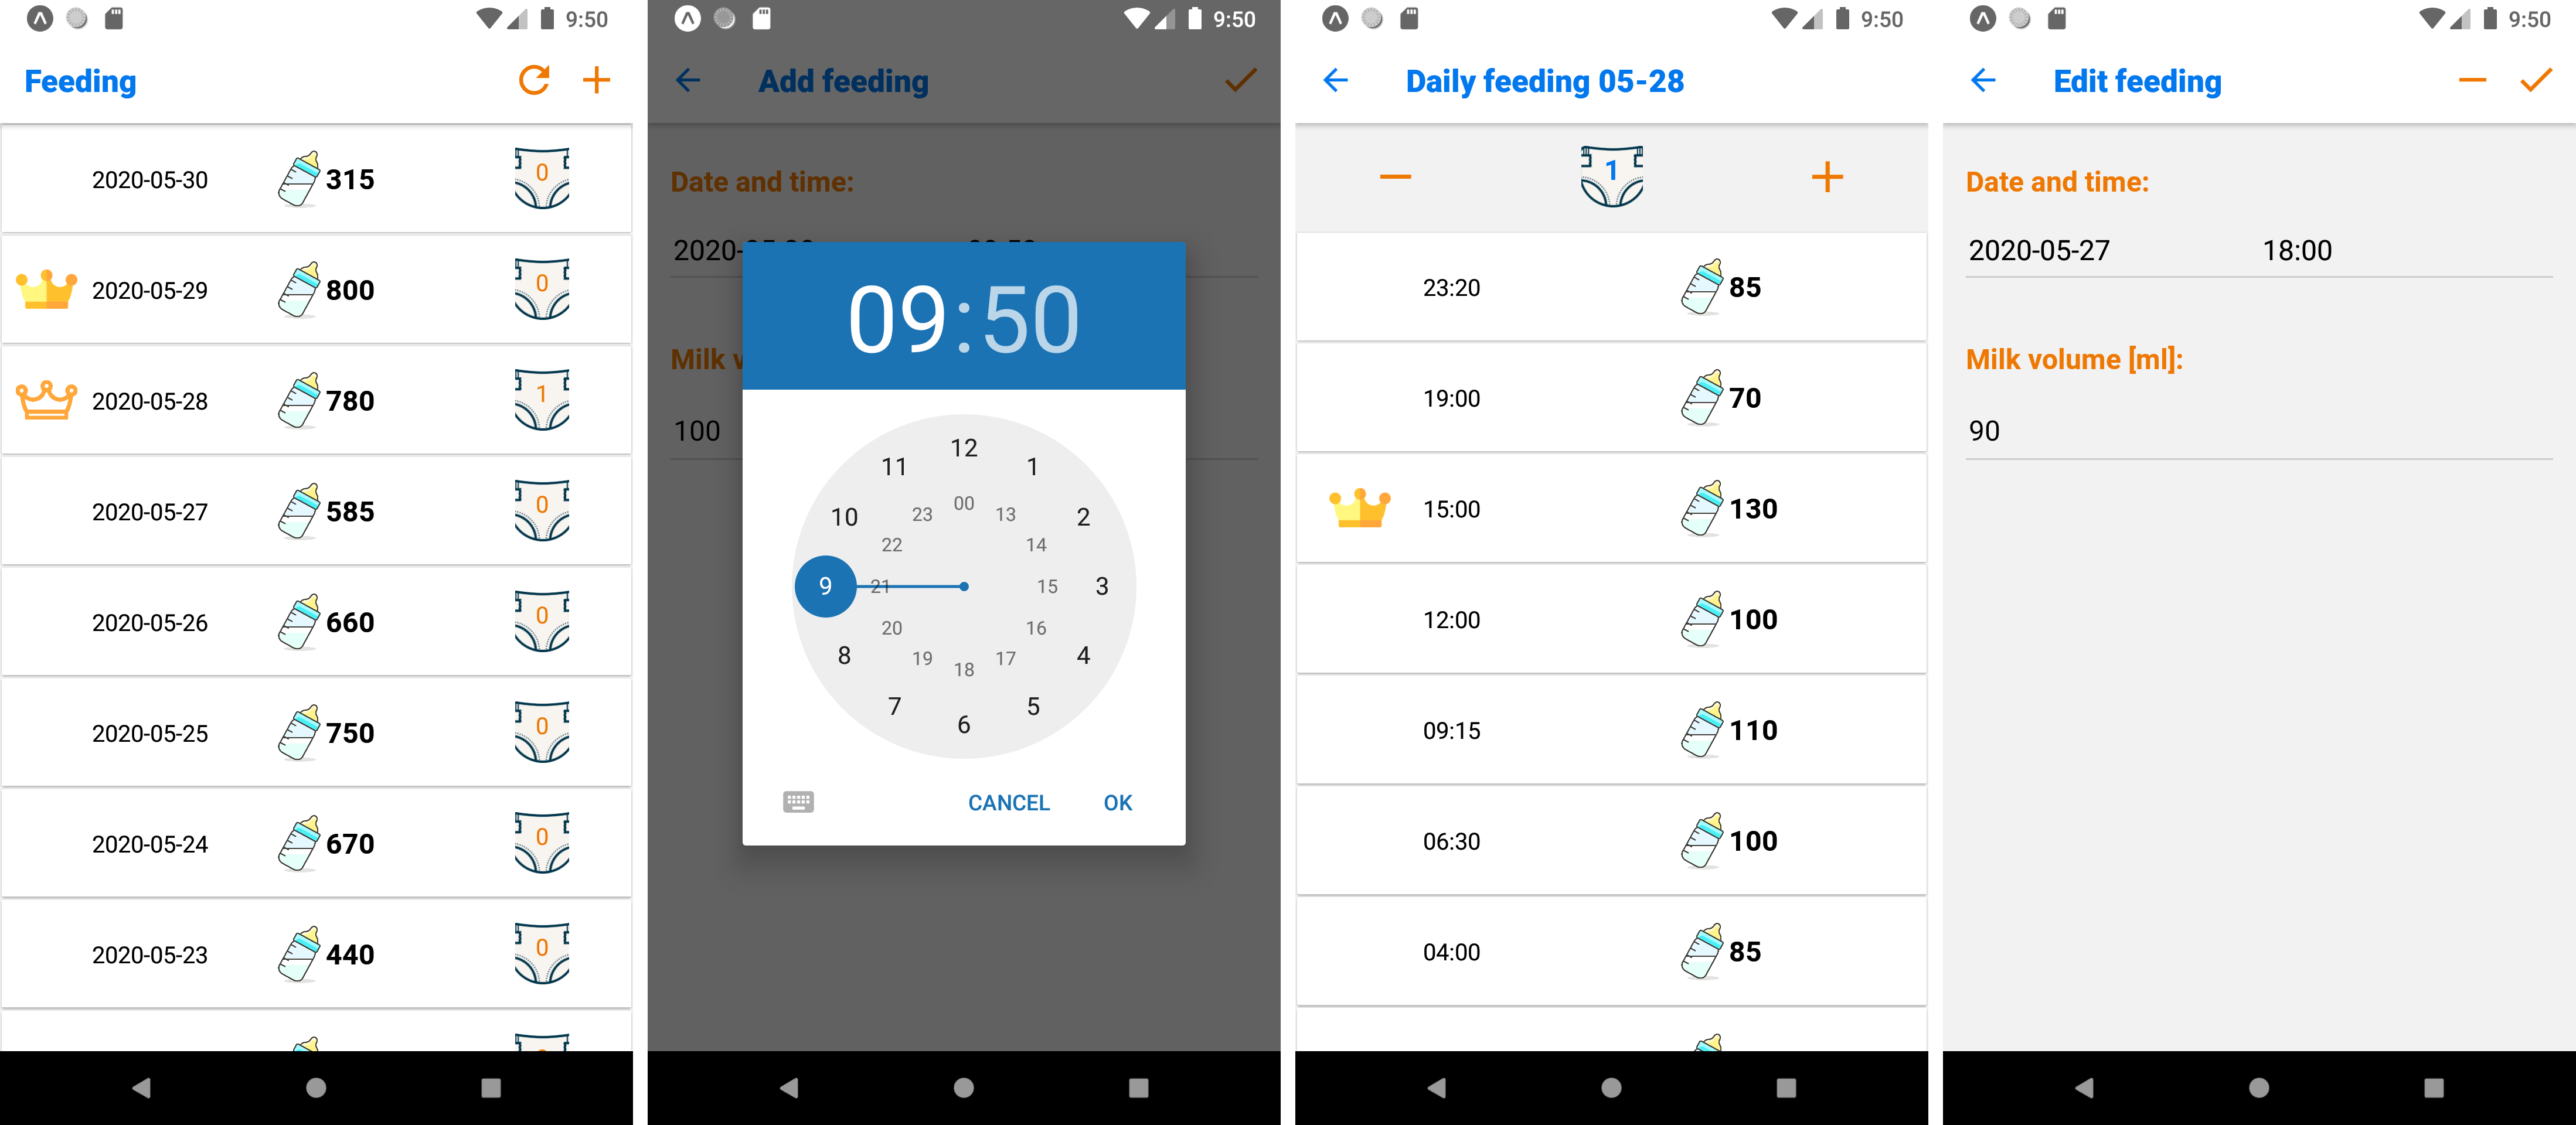 9:50
Feeding
2020-05-30 315 0
2020-05-29 800 0
2020-05-28 780 1
2020-05-27 585 0
2020-05-26 660 0
2020-05-25 750 0
2020-05-24 670 0
2020-05-23 440 0
9:50
Add feeding
Date and time:
2020-
09:50
Milk v
100
12
11 1
00
23 13
10 2
22 14
9 21 15 3
20 16
8 4
19 17
18
7 5
6
CANCEL OK
9:50
Daily feeding 05-28
1
23:20 85
19:00 70
15:00 130
12:00 100
09:15 110
06:30 100
04:00 85
9:50
Edit feeding
Date and time:
2020-05-27 18:00
Milk volume [ml]:
90